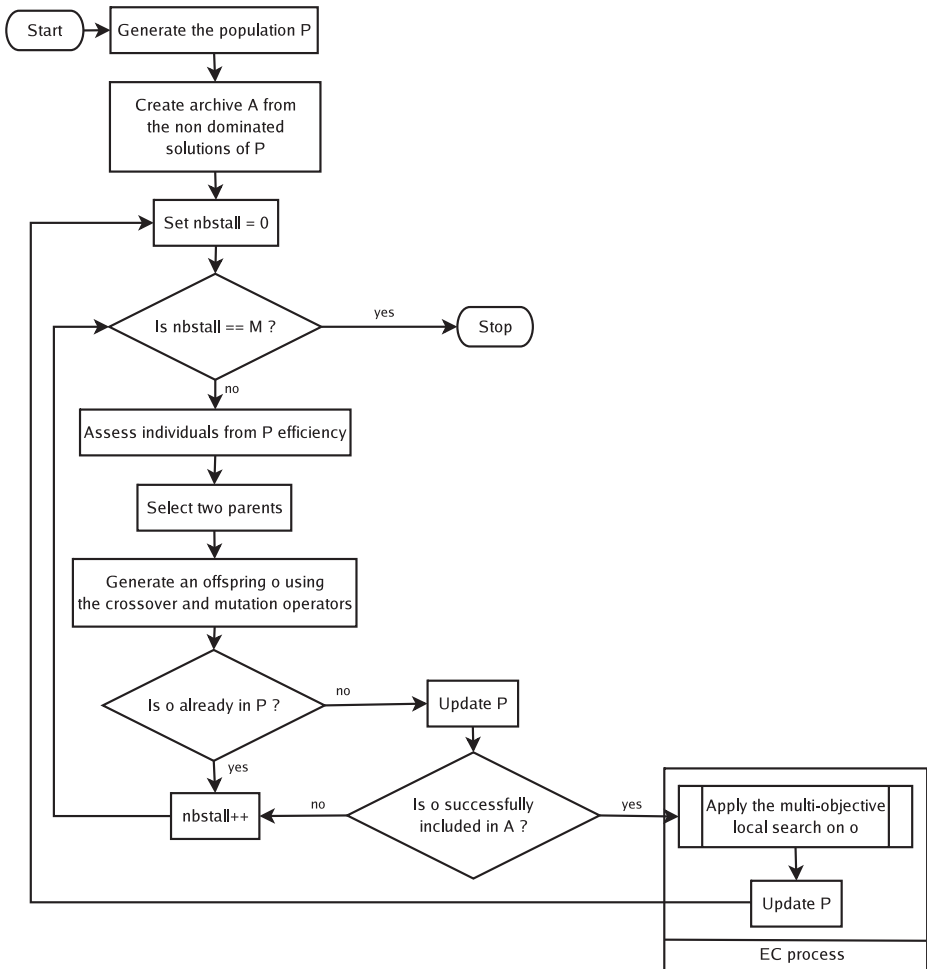 Start
Generate the population P
Create archive A from
the non dominated
solutions of P
Set nbstall = 0
Is nbstall == M ?
yes
Stop
no
Assess individuals from P efficiency
Select two parents
Generate an offspring o using
the crossover and mutation operators
Is o already in P ?
no
Update P
yes
nbstall++
no
Is o successfully
included in A ?
yes
Apply the multi-objective
local search on o
Update P
EC process